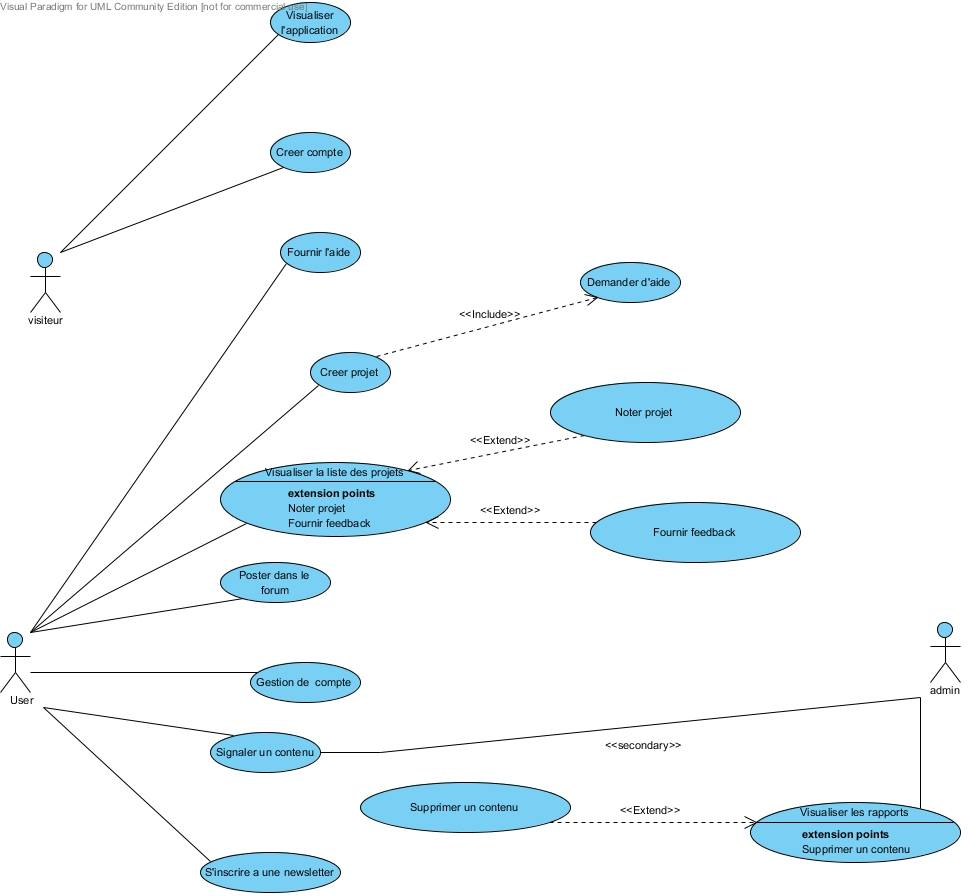 Visual Paradigm for UML Community Edition [not for commercial use]
Visualiser
l'application
Creer compte
Fournir l'aide
visiteur
Demander d'aide
<<Include>>
Creer projet
Noter projet
<<Extend>>
Visualiser la liste des projets
extension points
Noter projet
Fournir feedback
<<Extend>>
Fournir feedback
Poster dans le
forum
User
Gestion de  compte
admin
Signaler un contenu
<<secondary>>
Supprimer un contenu
<<Extend>>
Visualiser les rapports
extension points
Supprimer un contenu
S'inscrire a une newsletter